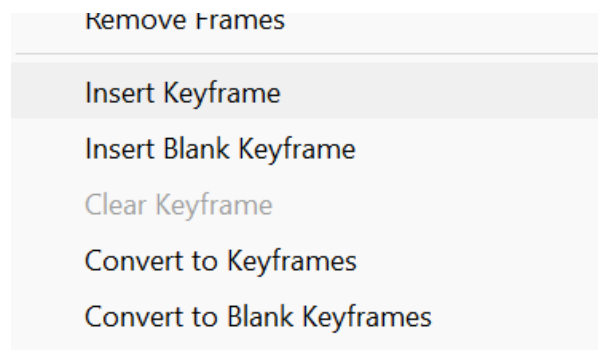 Remove Frames
Insert Keyframe
Insert Blank Keyframe
Clear Keyframe
Convert to Keyframes
Convert to Blank Keyframes